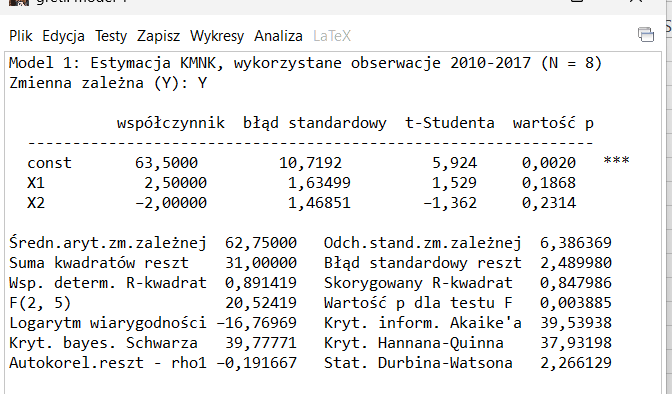 Plik Edycja Testy Zapisz Wykresy Analiza LaTeX
Model 1: Estymacja KMNK, wykorzystane obserwacje 2010-2017 (N = 8)
Zmienna zależna (Y): Y
współczynnik błąd standardowy t-Studenta wartość p
-----------------------------------------------------------------
const 63,5000 10,7192 5,924 0,0020 ***
X1 2,50000 1,63499 1,529 0,1868
X2 −2,00000 1,46851 −1,362 0,2314
Średn.aryt.zm.zależnej 62,75000 Odch.stand.zm.zależnej 6,386369
Suma kwadratów reszt 31,00000 Błąd standardowy reszt 2,489980
Wsp. determ. R-kwadrat 0,891419 Skorygowany R-kwadrat 0,847986
F(2, 5) 20,52419 Wartość p dla testu F 0,003885
Logarytm wiarygodności −16,76969 Kryt. inform. Akaike'a 39,53938
Kryt. bayes. Schwarza 39,77771 Kryt. Hannana-Quinna 37,93198
Autokorel.reszt - rho1 −0,191667 Stat. Durbina-Watsona 2,266129